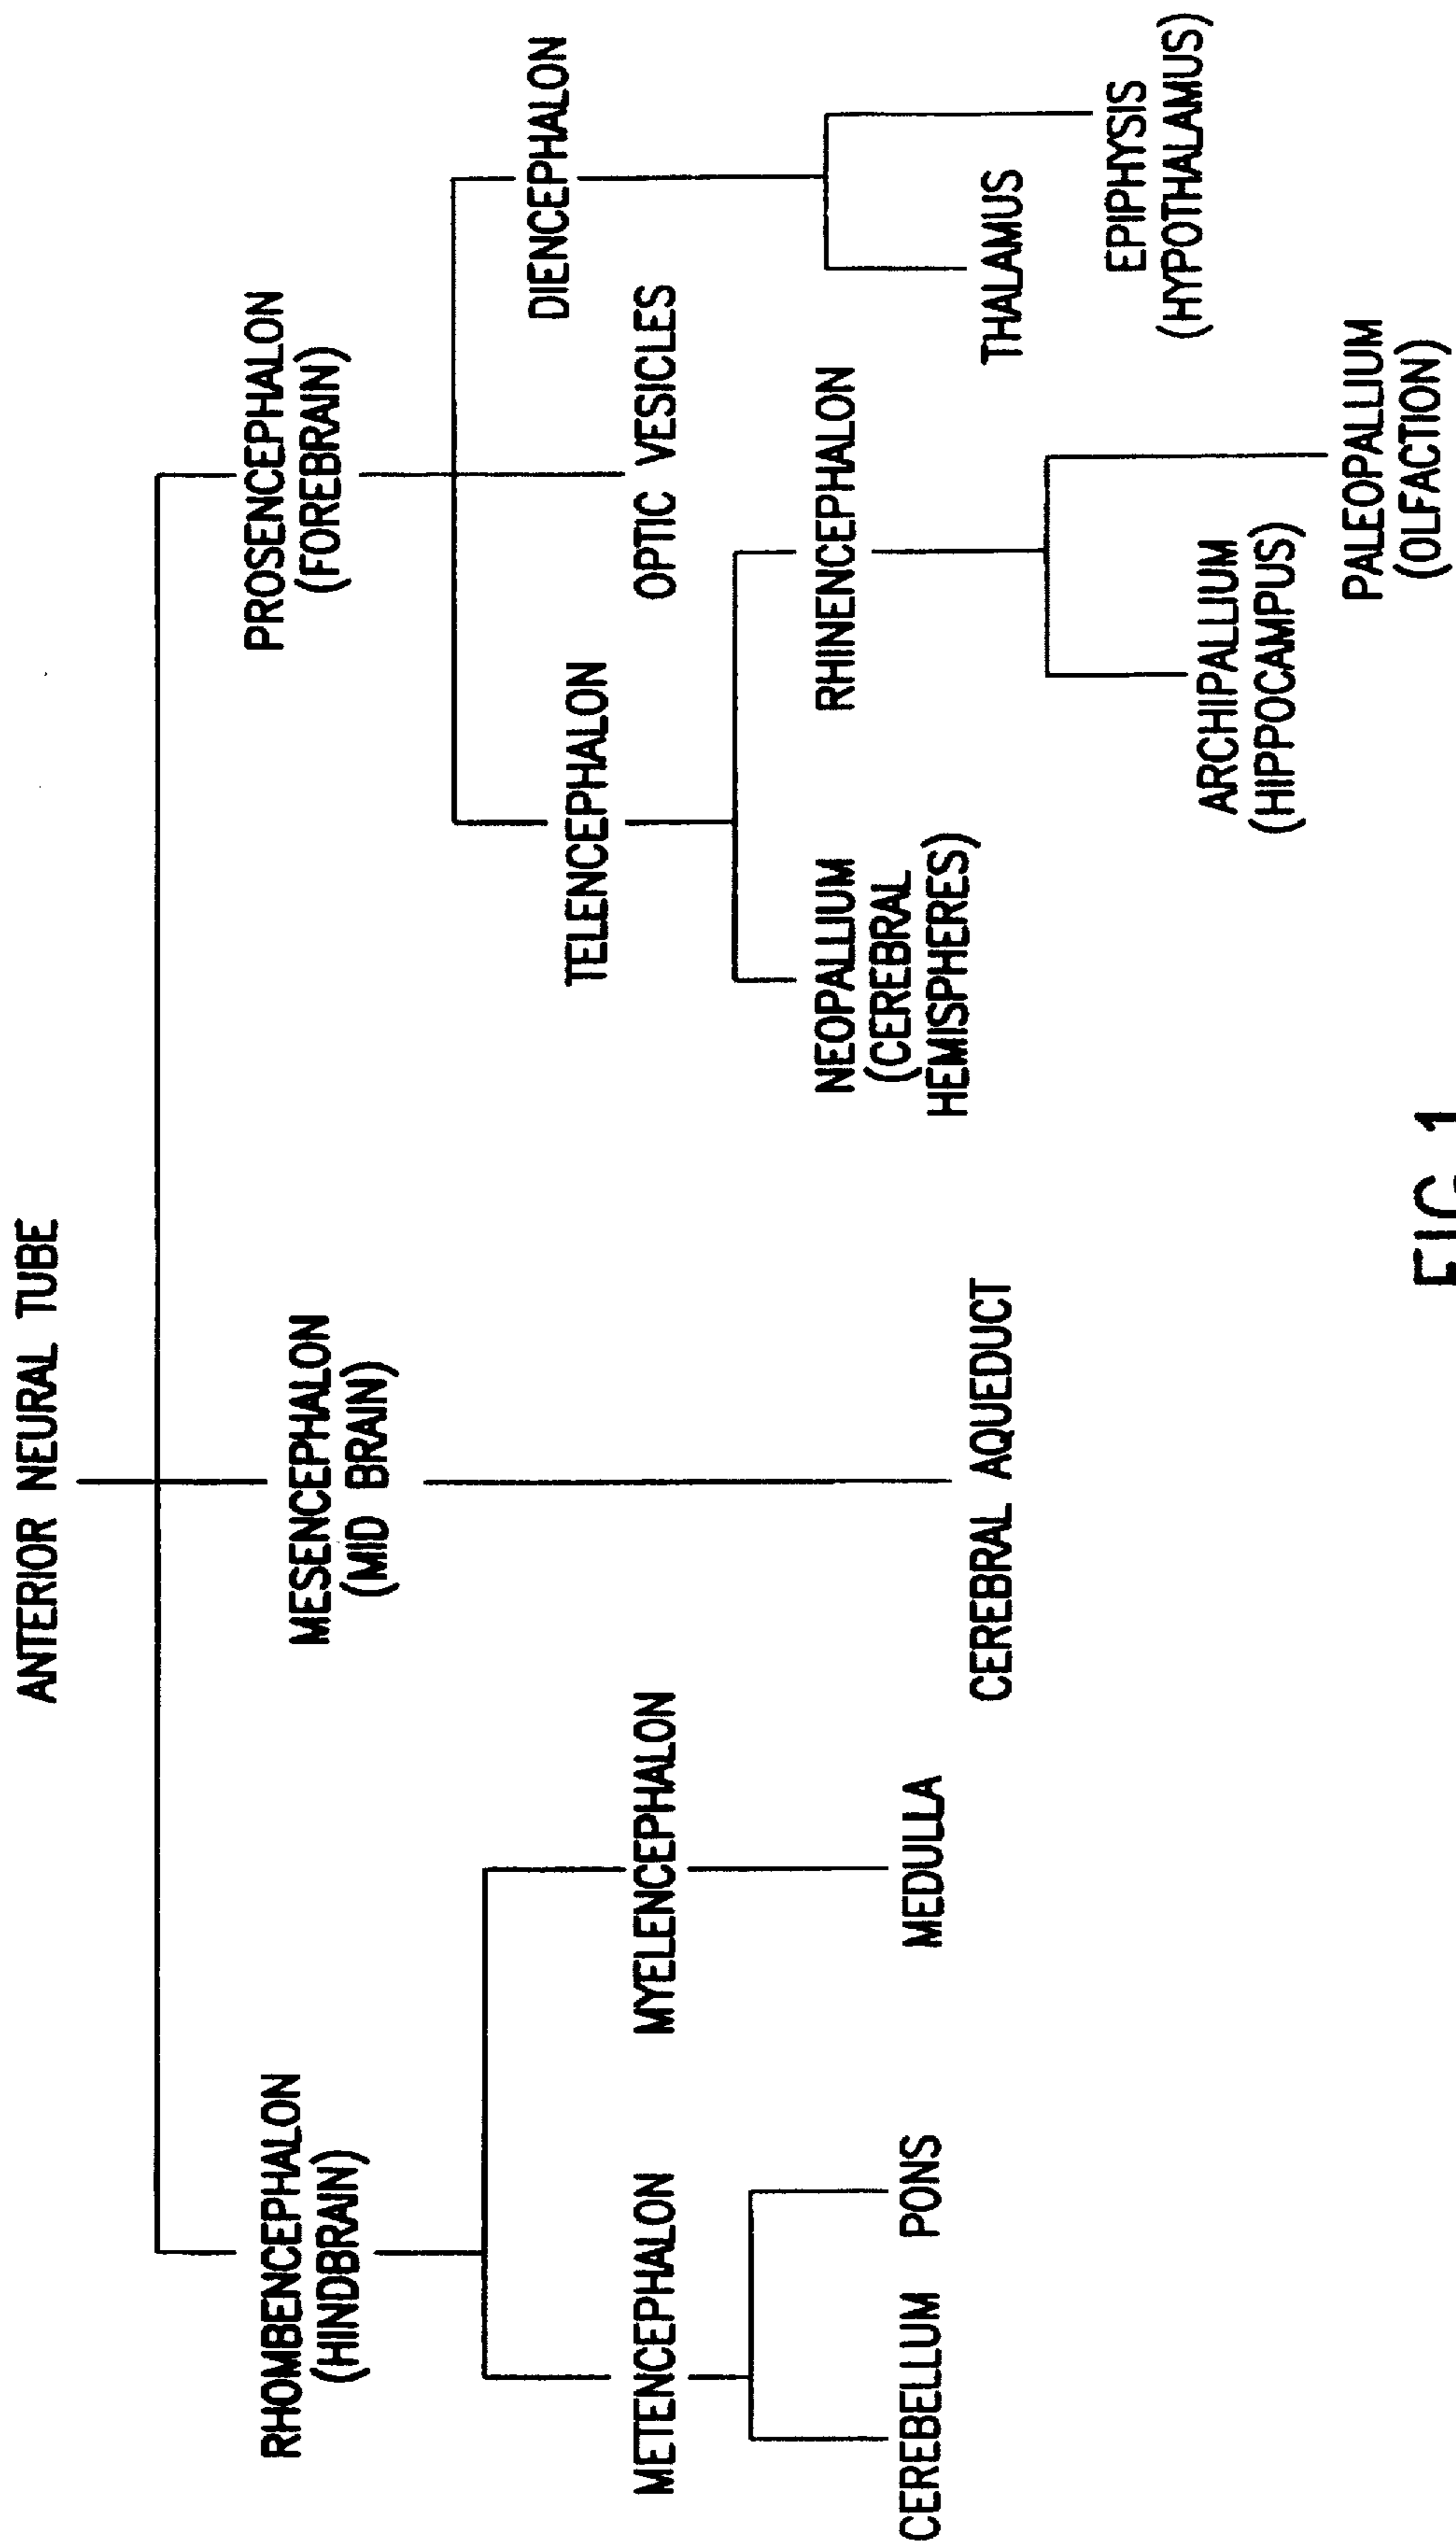 ANTERIOR NEURAL TUBE
RHOMBENCEPHALON
(HINDBRAIN)
MESENCEPHALON
(MID BRAIN)
PROSENCEPHALON
(FOREBRAIN)
METENCEPHALON
MYELENCEPHALON
TELENCEPHALON
OPTIC VESICLES
DIENCEPHALON
CEREBELLUM
PONS
MEDULLA
CEREBRAL AQUEDUCT
NEOPALLIUM
(CEREBRAL
HEMISPHERES)
RHINENCEPHALON
THALAMUS
EPIPHYSIS
(HYPOTHALAMUS)
ARCHIPALLIUM
(HIPPOCAMPUS)
PALEOPALLIUM
(OLFACTION)
FIG. 1